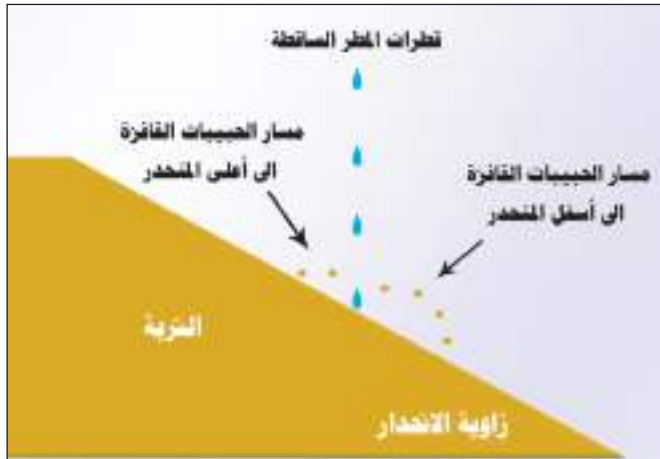 قطرات المطر الساقطة
مسار الحبيبات القافزة
الى أعلى المنحدر
مسار الحبيبات القافزة
الى أسفل المنحدر
التربة
زاوية الانحدار